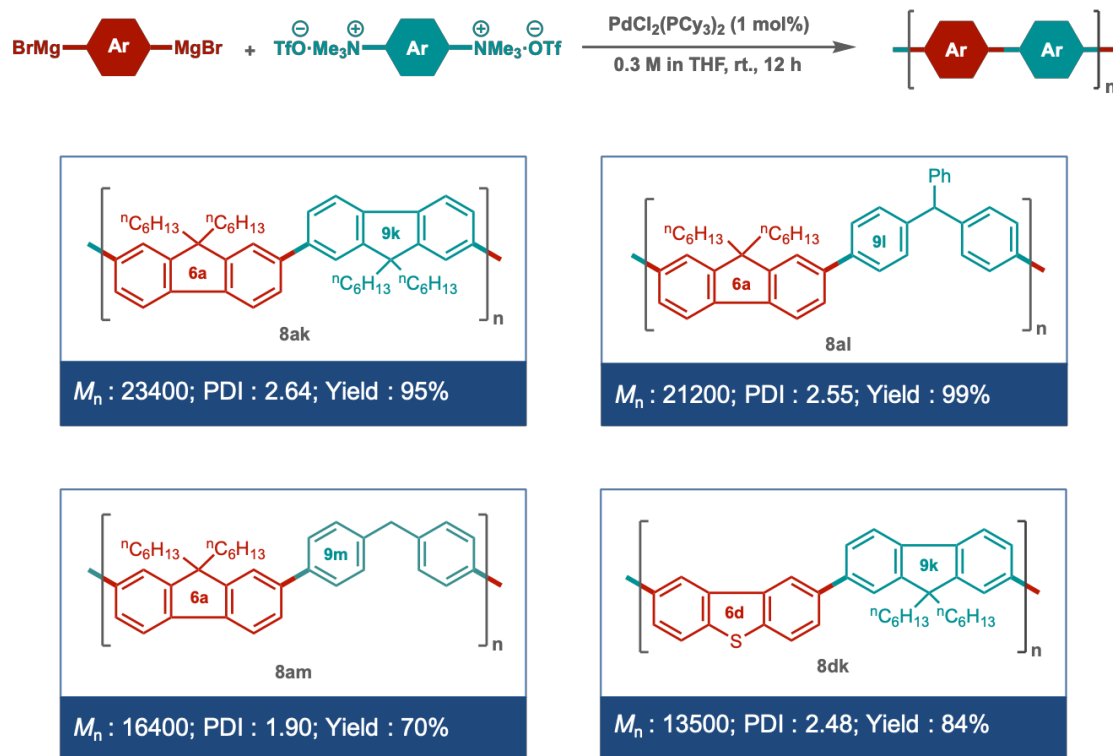 BrMg Ar MgBr + TfO⊖·Me₃N⊕ Ar ⊕NMe₃·⊖OTf PdCl₂(PCy₃)₂ (1 mol%) Ar Ar n
0.3 M in THF, rt., 12 h
ⁿC₆H₁₃ ⁿC₆H₁₃ 9k
6a ⁿC₆H₁₃ ⁿC₆H₁₃
n
8ak
Mₙ : 23400; PDI : 2.64; Yield : 95%
Ph
ⁿC₆H₁₃ ⁿC₆H₁₃ 9l
6a
n
8al
Mₙ : 21200; PDI : 2.55; Yield : 99%
ⁿC₆H₁₃ ⁿC₆H₁₃ 9m
6a
n
8am
Mₙ : 16400; PDI : 1.90; Yield : 70%
9k
6d ⁿC₆H₁₃ ⁿC₆H₁₃
S
n
8dk
Mₙ : 13500; PDI : 2.48; Yield : 84%